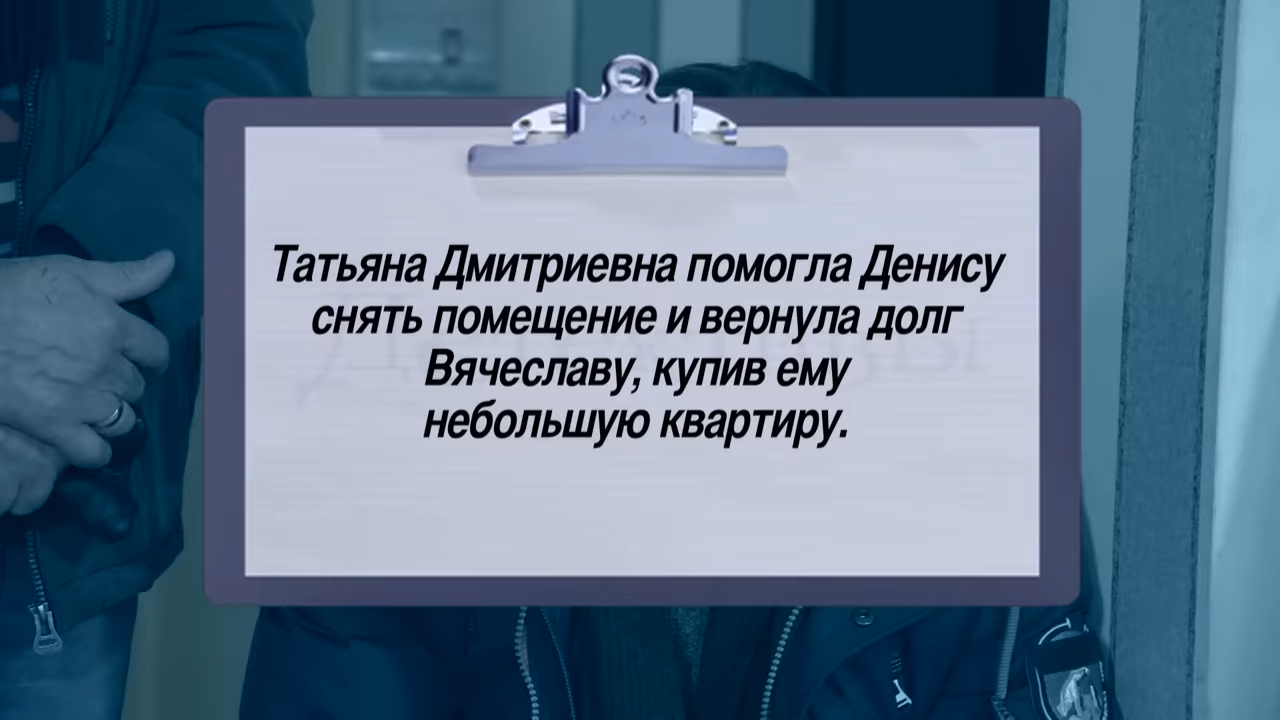 Татьяна Дмитриевна помогла Денису
снять помещение и вернула долг
Вячеславу, купив ему
небольшую квартиру.